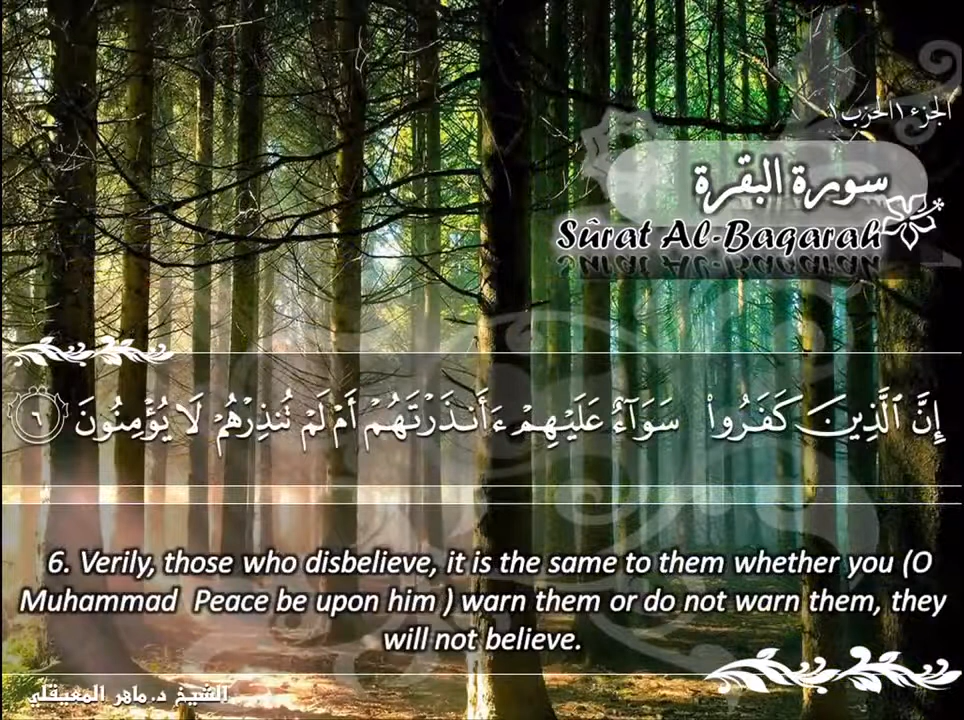 الجزء ١ الحزب ١
سورة البقرة
Sûrat Al-Baqarah
إِنَّ ٱلَّذِينَ كَفَرُوا۟ سَوَآءٌ عَلَيْهِمْ ءَأَنذَرْتَهُمْ أَمْ لَمْ تُنذِرْهُمْ لَا يُؤْمِنُونَ ٦
6. Verily, those who disbelieve, it is the same to them whether you (O
Muhammad Peace be upon him ) warn them or do not warn them, they
will not believe.
الشيخ د. ماهر المعيقلي